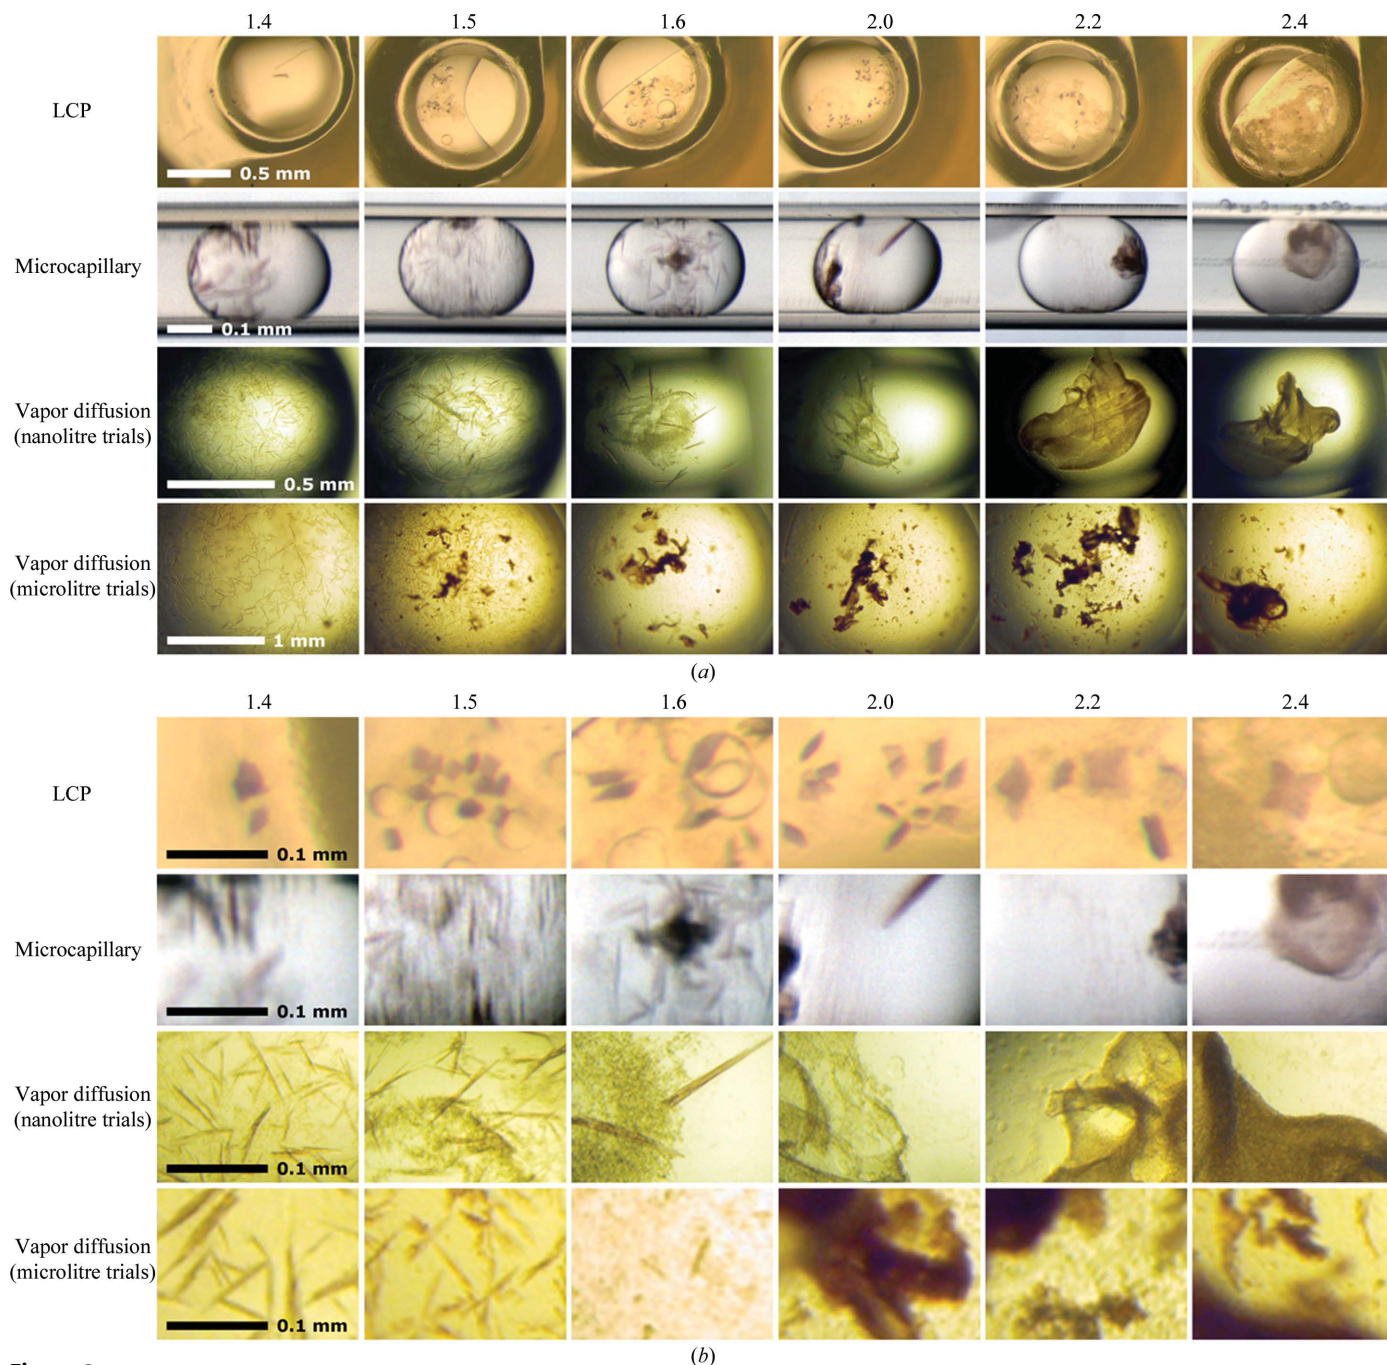 1.4 1.5 1.6 2.0 2.2 2.4
LCP
0.5 mm
Microcapillary
0.1 mm
Vapor diffusion
(nanolitre trials)
0.5 mm
Vapor diffusion
(microlitre trials)
1 mm
(a)
1.4 1.5 1.6 2.0 2.2 2.4
LCP
0.1 mm
Microcapillary
0.1 mm
Vapor diffusion
(nanolitre trials)
0.1 mm
Vapor diffusion
(microlitre trials)
0.1 mm
(b)